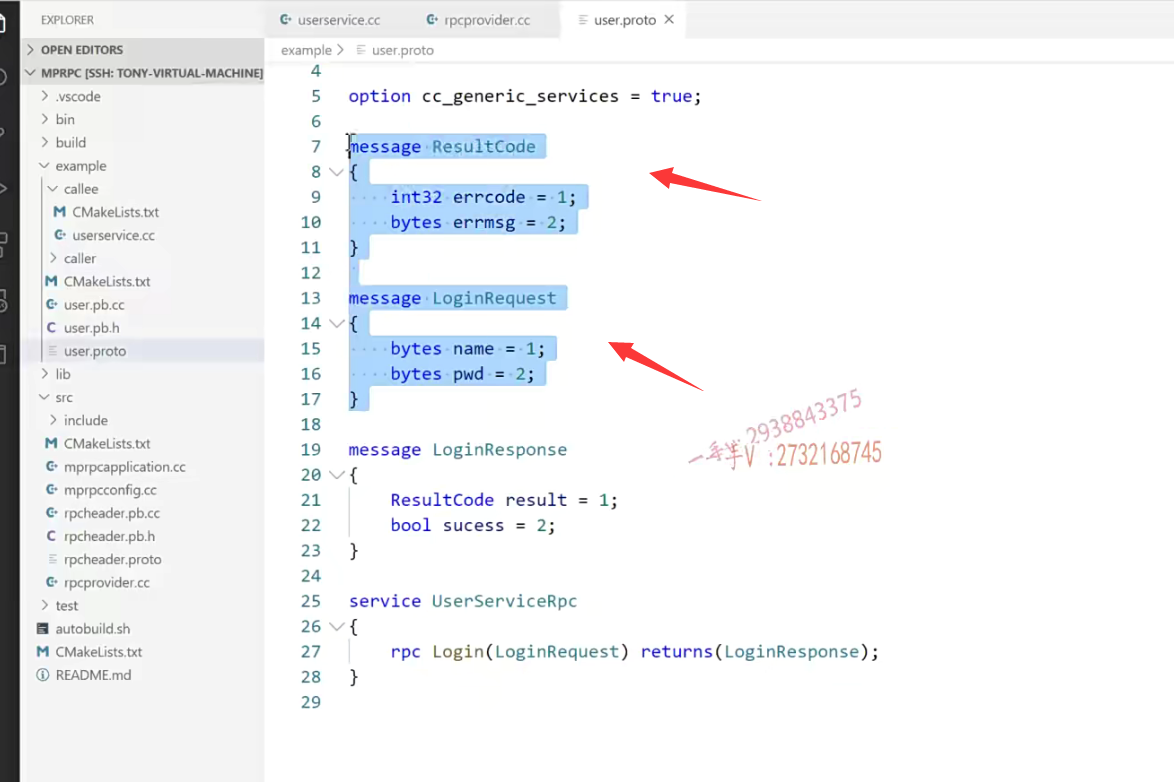 EXPLORER
OPEN EDITORS
MPRPC [SSH: TONY-VIRTUAL-MACHINE]
.vscode
bin
build
example
callee
CMakeLists.txt
userservice.cc
caller
CMakeLists.txt
user.pb.cc
user.pb.h
user.proto
lib
src
include
CMakeLists.txt
mprpcapplication.cc
mprpcconfig.cc
rpcheader.pb.cc
rpcheader.pb.h
rpcheader.proto
rpcprovider.cc
test
autobuild.sh
CMakeLists.txt
README.md
userservice.cc rpcprovider.cc user.proto
example > user.proto
4
5 option cc_generic_services = true;
6
7 message ResultCode
8 {
9 int32 errcode = 1;
10 bytes errmsg = 2;
11 }
12
13 message LoginRequest
14 {
15 bytes name = 1;
16 bytes pwd = 2;
17 }
18
19 message LoginResponse
20 {
21 ResultCode result = 1;
22 bool sucess = 2;
23 }
24
25 service UserServiceRpc
26 {
27 rpc Login(LoginRequest) returns(LoginResponse);
28 }
29
2938843375
一手V :2732168745